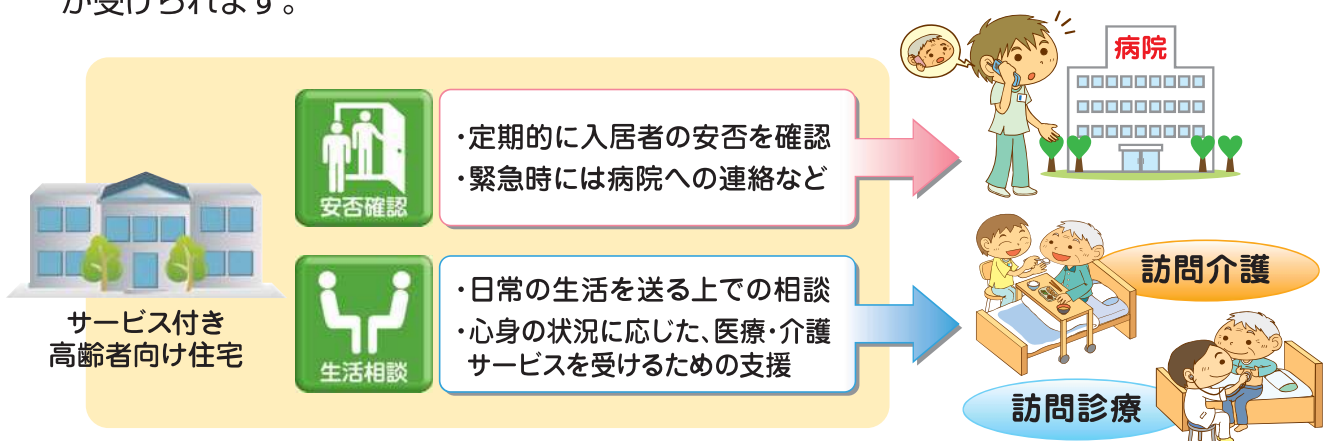 が受けられます。
病院
・定期的に入居者の安否を確認
・緊急時には病院への連絡など
安否確認
サービス付き
高齢者向け住宅
・日常の生活を送る上での相談
・心身の状況に応じた、医療・介護
サービスを受けるための支援
生活相談
訪問介護
訪問診療